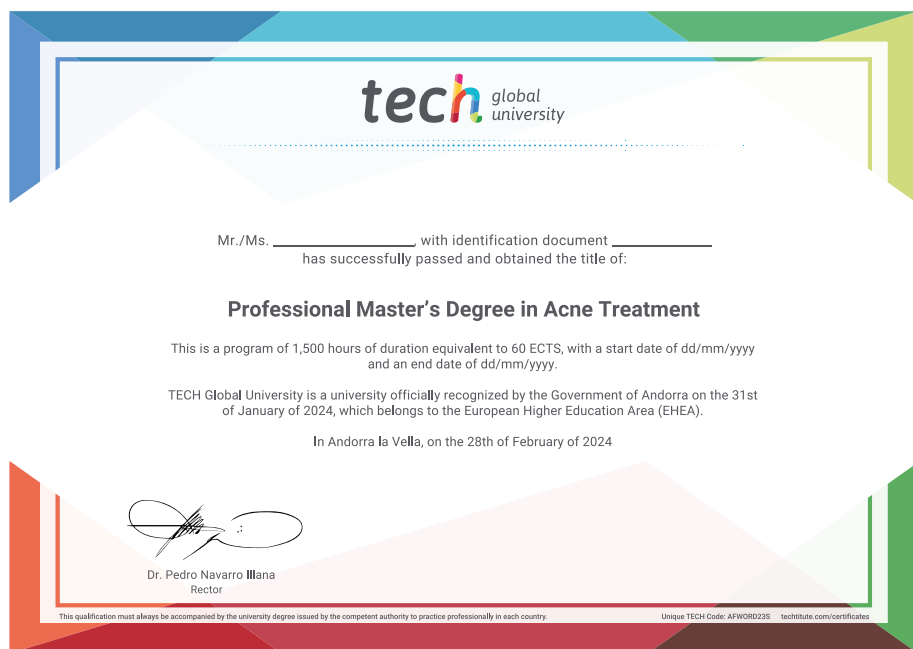 tech global
university
Mr./Ms. ____________, with identification document ____________
has successfully passed and obtained the title of:
Professional Master’s Degree in Acne Treatment
This is a program of 1,500 hours of duration equivalent to 60 ECTS, with a start date of dd/mm/yyyy
and an end date of dd/mm/yyyy.
TECH Global University is a university officially recognized by the Government of Andorra on the 31st
of January of 2024, which belongs to the European Higher Education Area (EHEA).
In Andorra la Vella, on the 28th of February of 2024
Dr. Pedro Navarro Illana
Rector
This qualification must always be accompanied by the university degree issued by the competent authority to practice professionally in each country. Unique TECH Code: AFWORD23S techtitute.com/certificates